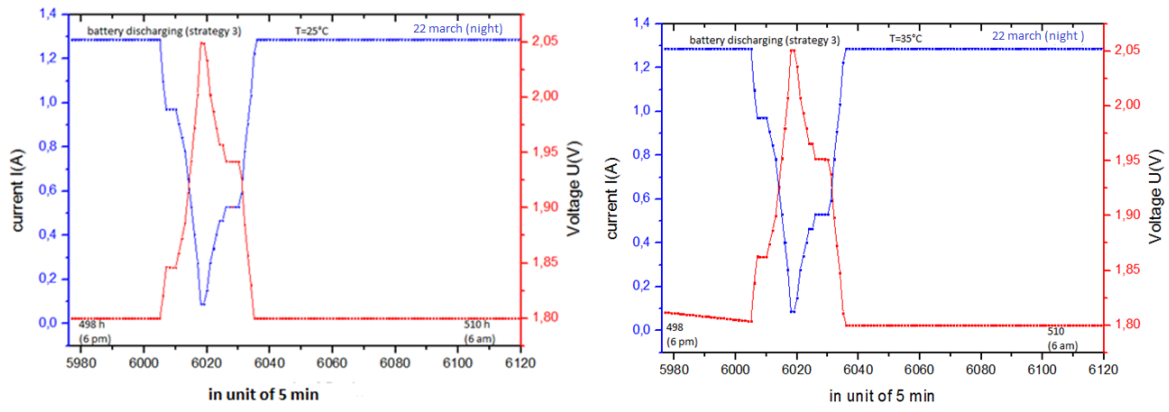 battery discharging (strategy 3)
T=25°C
22 march (night)
1,4
1,2
1,0
0,8
0,6
0,4
0,2
0,0
current I(A)
2,05
2,00
1,95
1,90
1,85
1,80
Voltage U(V)
498 h
(6 pm)
510 h
(6 am)
5980
6000
6020
6040
6060
6080
6100
6120
in unit of 5 min
battery discharging (strategy 3)
T=35°C
22 march (night )
1,4
1,2
1,0
0,8
0,6
0,4
0,2
0,0
current I(A)
2,05
2,00
1,95
1,90
1,85
1,80
Voltage U(V)
498
(6 pm)
510
(6 am)
5980
6000
6020
6040
6060
6080
6100
6120
in unit of 5 min